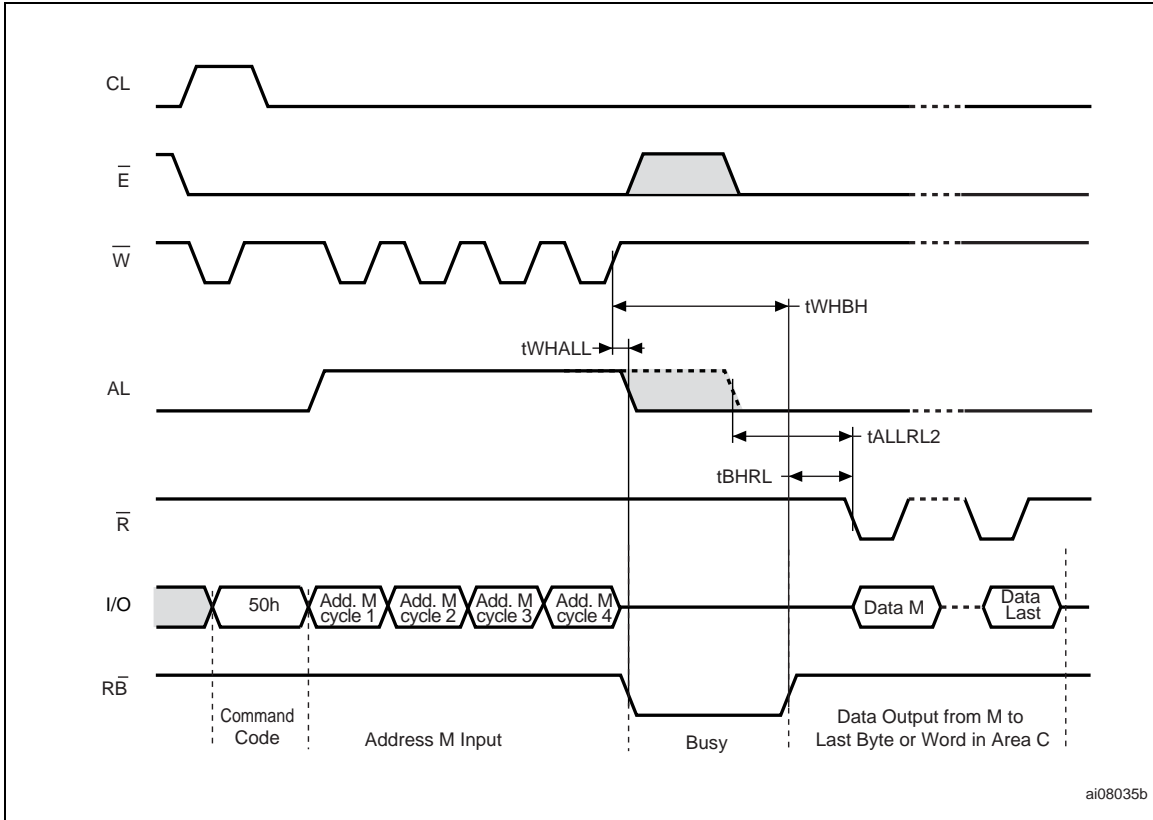 CL
E
W
tWHBH
tWHALL
AL
tALLRL2
tBHRL
R
I/O
50h
Add. M
cycle 1
Add. M
cycle 2
Add. M
cycle 3
Add. M
cycle 4
Data M
Data
Last
RB
Command
Code
Address M Input
Busy
Data Output from M to
Last Byte or Word in Area C
ai08035b